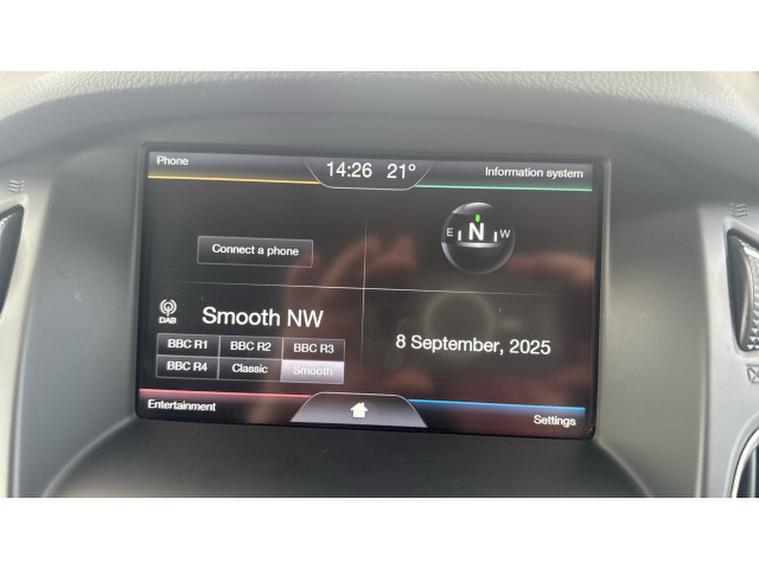 Phone
14:26 21°
Information system
Connect a phone
E N W
DAB
Smooth NW
BBC R1 BBC R2 BBC R3
BBC R4 Classic Smooth
8 September, 2025
Entertainment
Settings